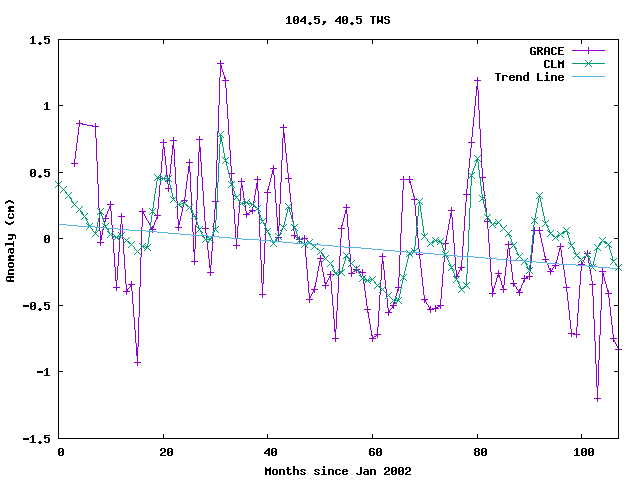 104.5, 40.5 TWS
GRACE
CLM
Trend Line
1.5
1
0.5
0
-0.5
-1
-1.5
Anomaly (cm)
0 20 40 60 80 100
Months since Jan 2002